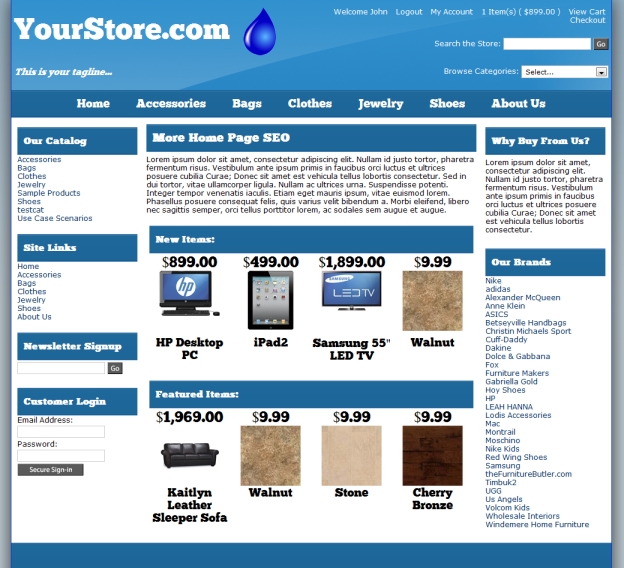 Welcome John Logout My Account 1 Item(s) ( $899.00 ) View Cart
Checkout
YourStore.com
Search the Store: Go
This is your tagline...
Browse Categories: Select...
Home Accessories Bags Clothes Jewelry Shoes About Us
Our Catalog
Accessories
Bags
Clothes
Jewelry
Sample Products
Shoes
testcat
Use Case Scenarios
Site Links
Home
Accessories
Bags
Clothes
Jewelry
Shoes
About Us
Newsletter Signup
Go
Customer Login
Email Address:
Password:
Secure Sign-in
More Home Page SEO
Lorem ipsum dolor sit amet, consectetur adipiscing elit. Nullam id justo tortor, pharetra
fermentum risus. Vestibulum ante ipsum primis in faucibus orci luctus et ultrices
posuere cubilia Curae; Donec sit amet vehicula tellus lobortis consectetur. Sed in
dui tortor, vitae ullamcorper ligula. Nullam ac ultrices urna. Suspendisse potenti.
Integer tempor venenatis iaculis. Etiam eget mauris ipsum, vitae euismod lorem.
Phasellus posuere consequat felis, quis varius velit bibendum a. Morbi eleifend, libero
nec sagittis semper, orci tellus porttitor lorem, ac sodales sem augue et augue.
New Items:
$899.00 $499.00 $1,899.00 $9.99
hp
SAMSUNG
LED TV
HP Desktop PC
iPad2
Samsung 55" LED TV
Walnut
Featured Items:
$1,969.00 $9.99 $9.99 $9.99
Kaitlyn Leather Sleeper Sofa
Walnut
Stone
Cherry Bronze
Why Buy From Us?
Lorem ipsum dolor sit amet,
consectetur adipiscing elit.
Nullam id justo tortor, pharetra
fermentum risus. Vestibulum
ante ipsum primis in faucibus
orci luctus et ultrices posuere
cubilia Curae; Donec sit amet
vehicula tellus lobortis
consectetur.
Our Brands
Nike
adidas
Alexander McQueen
Anne Klein
ASICS
Betseyville Handbags
Christin Michaels Sport
Cuff-Daddy
Dakine
Dolce & Gabbana
Fox
Furniture Makers
Gabriella Gold
Hoy Shoes
HP
LEAH HANNA
Lodis Accessories
Mac
Montrail
Moschino
Nike Kids
Red Wing Shoes
Samsung
theFurnitureButler.com
Timbuk2
UGG
Us Angels
Volcom Kids
Wholesale Interiors
Windemere Home Furniture